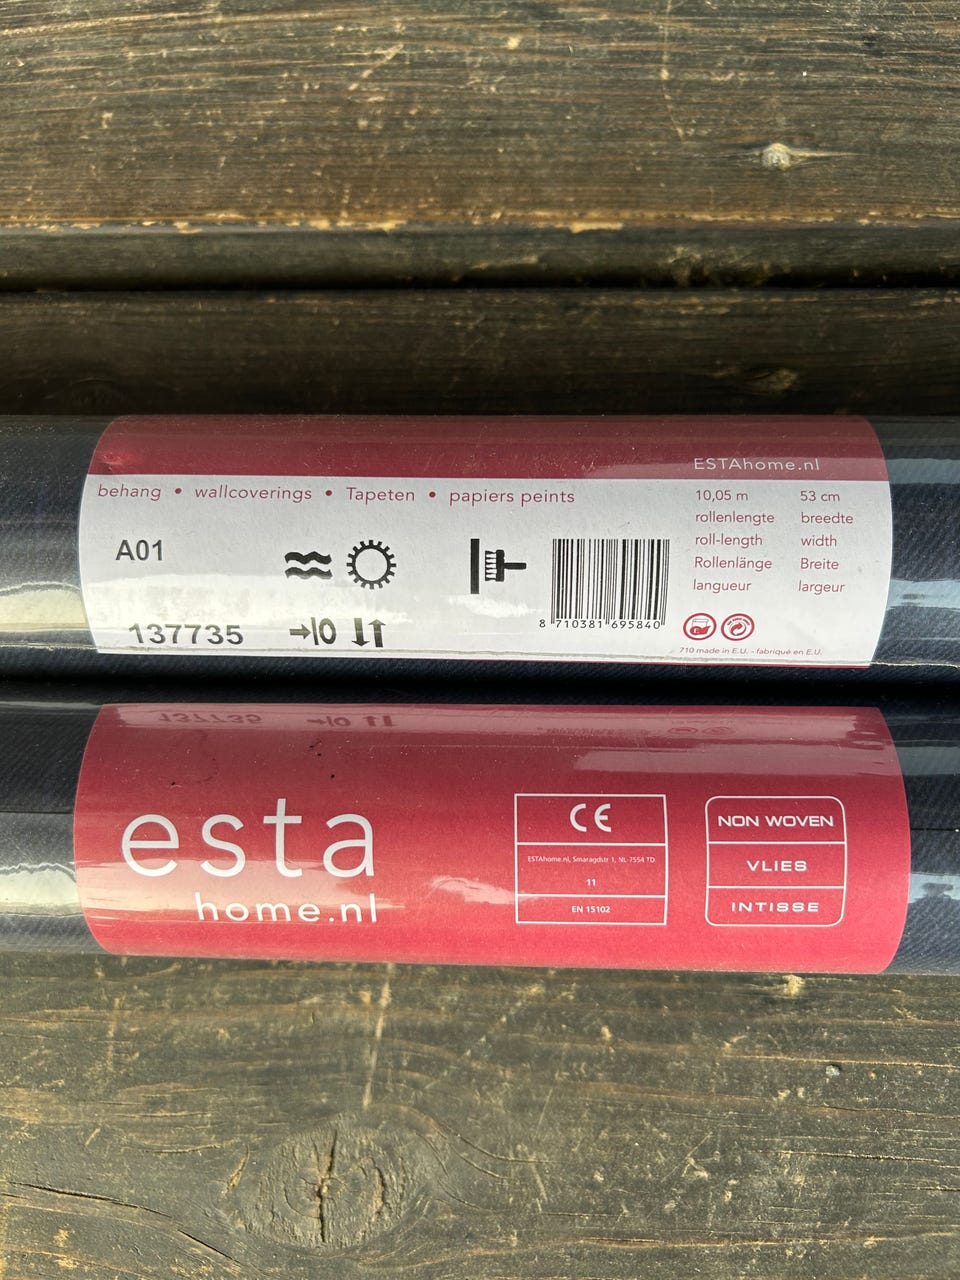 ESTAhome.nl
behang • wallcoverings • Tapeten • papiers peints
10,05 m 53 cm
rollenlengte breedte
roll-length width
Rollenlänge Breite
langueur largeur
A01
137735
8 710381 695840
710 made in E.U. - fabriqué en E.U.
137735
esta
home.nl
CE
ESTAhome.nl, Smaragdstr 1, NL-7554 TD
11
EN 15102
NON WOVEN
VLIES
INTISSE